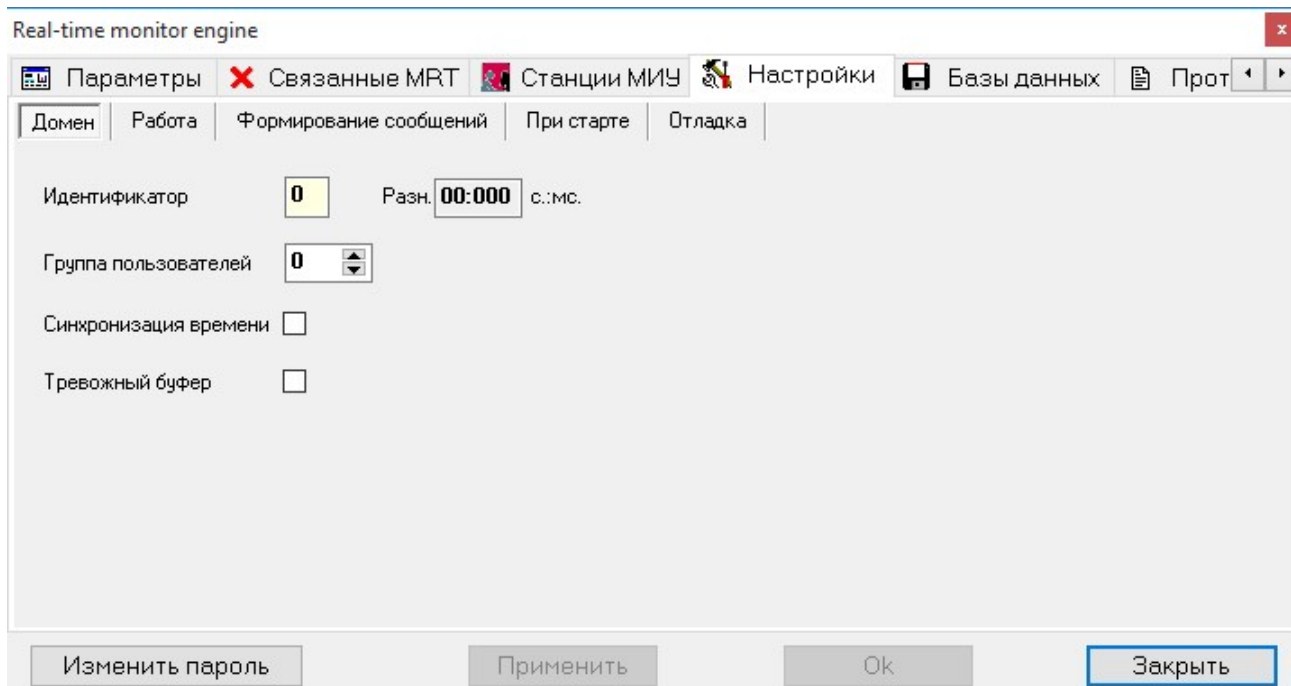 Real-time monitor engine
Параметры Связанные MRT Станции МИУ Настройки Базы данных Прот
Домен Работа Формирование сообщений При старте Отладка
Идентификатор 0 Разн. 00:000 с.:мс.
Группа пользователей 0
Синхронизация времени
Тревожный буфер
Изменить пароль Применить Ok Закрыть